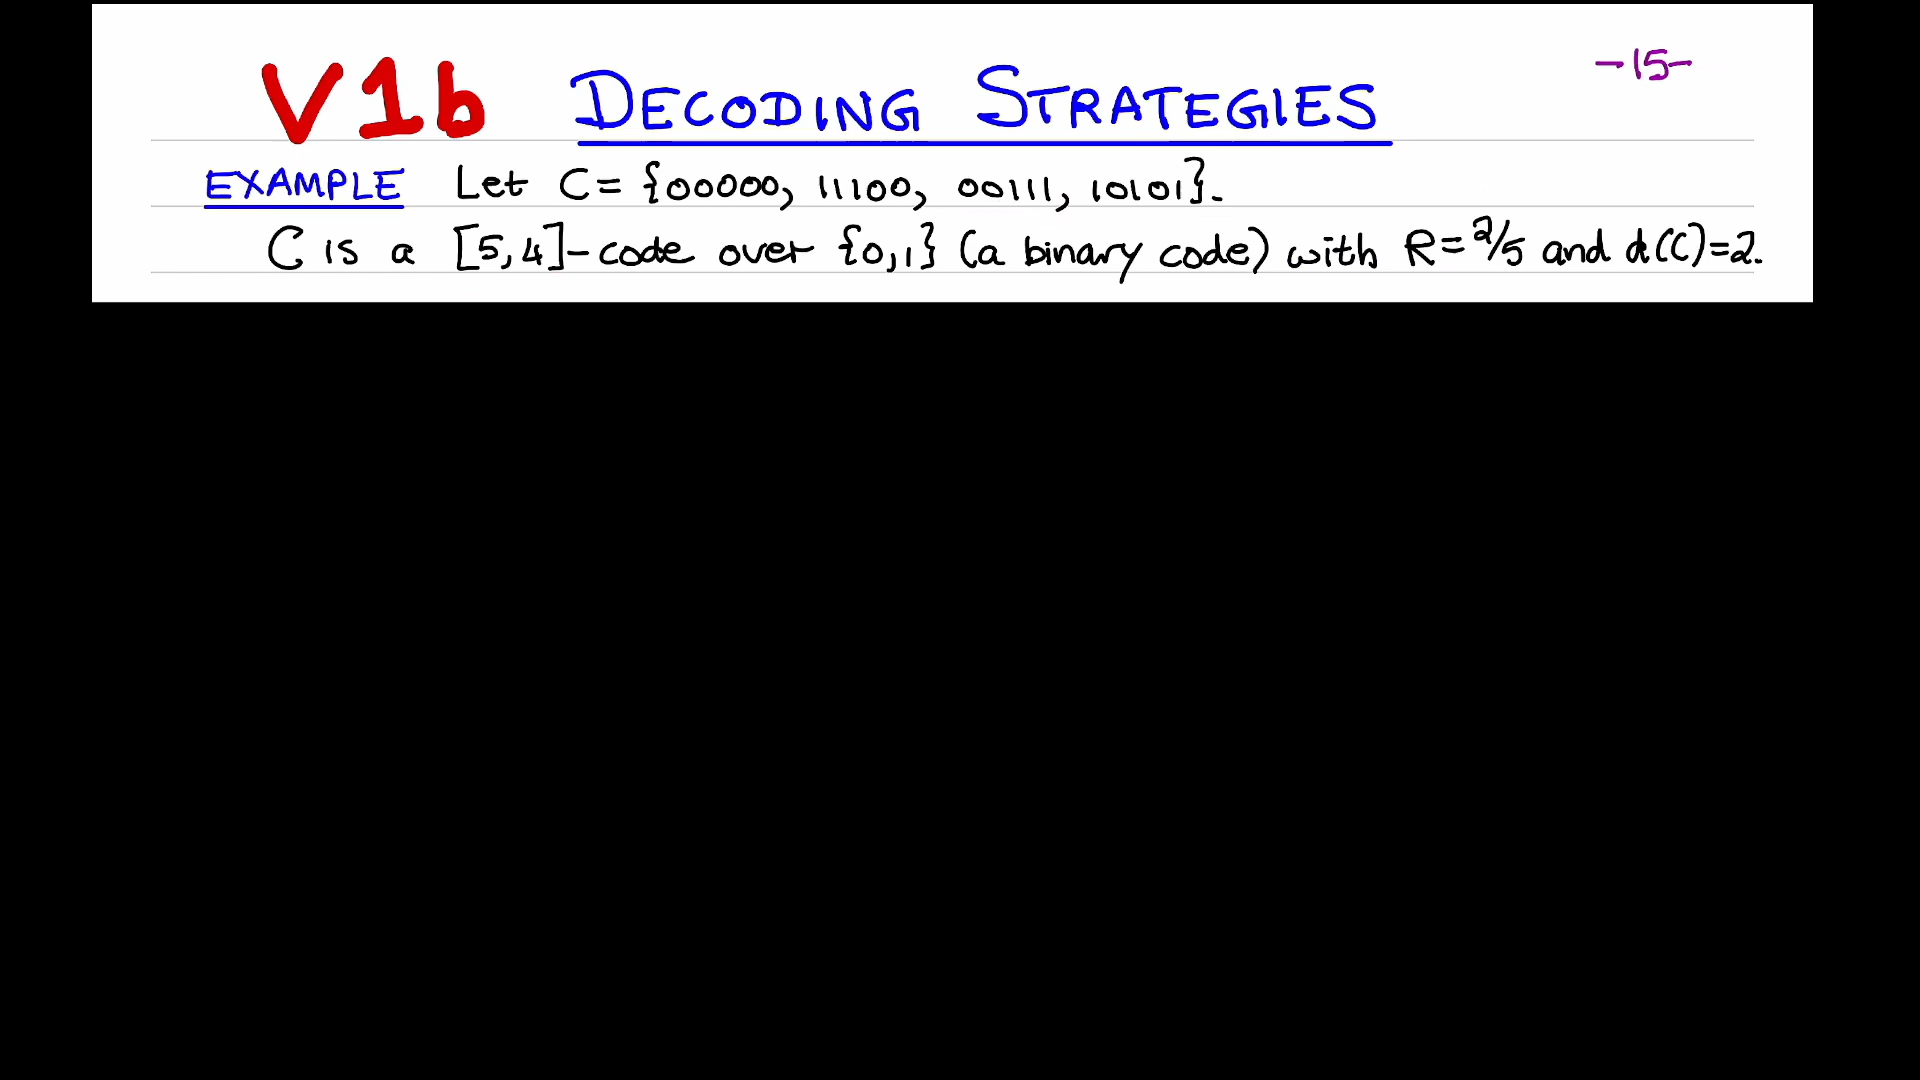 V1b DECODING STRATEGIES -15-
EXAMPLE Let C = {00000, 11100, 00111, 10101}.
C is a [5,4]-code over {0,1} (a binary code) with R=2/5 and d(C)=2.